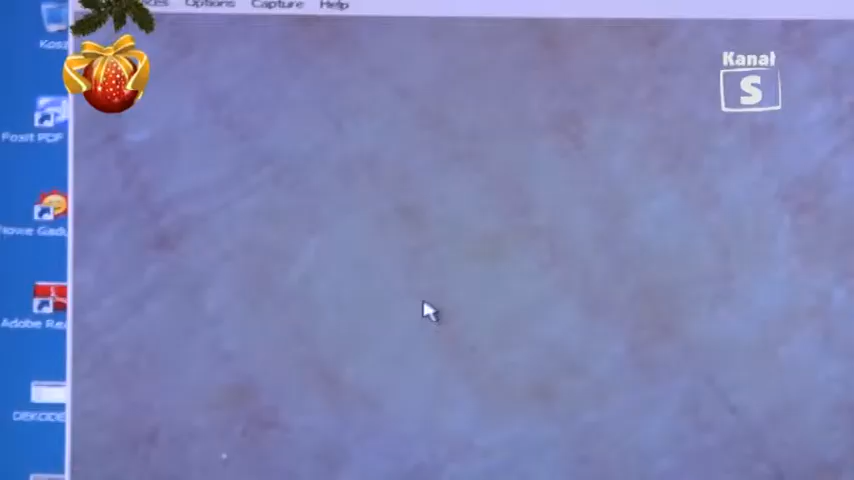 Options Capture Help
Kanał
S
Kosz
Foxit PDF
Nowe Gadu
Adobe Rea
DEKODE